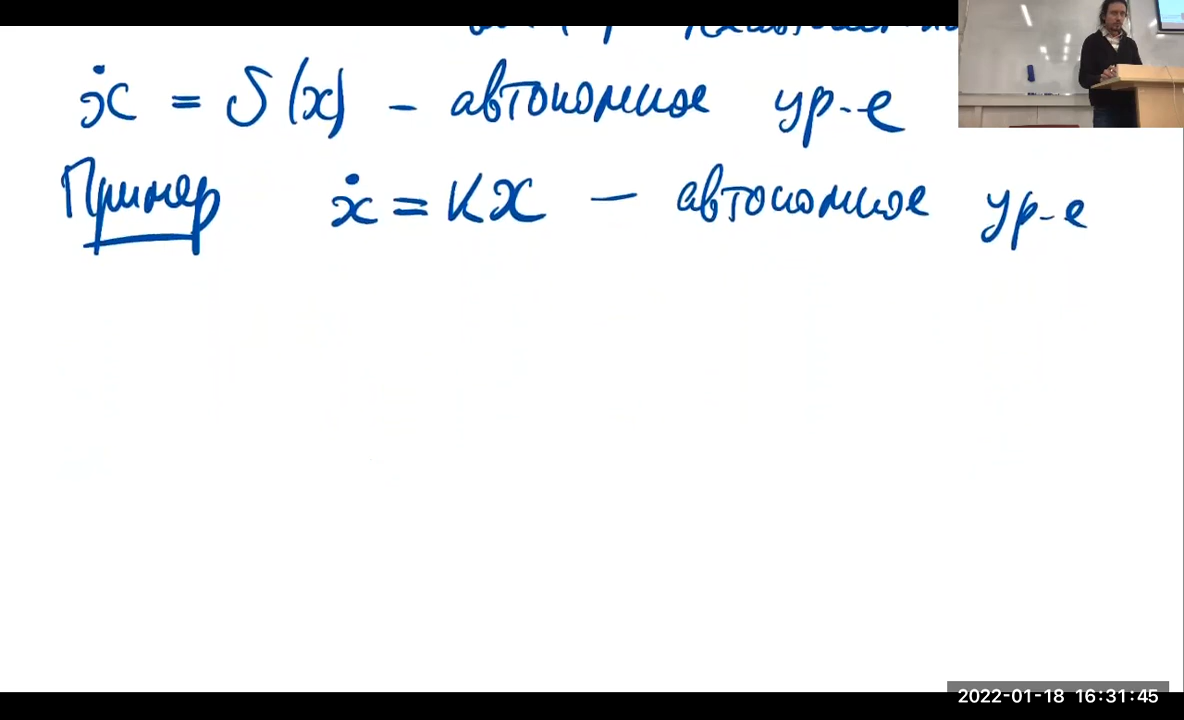 ẋ = f(x) – автономное ур-е
Пример ẋ = kx – автономное ур-е
2022-01-18 16:31:45